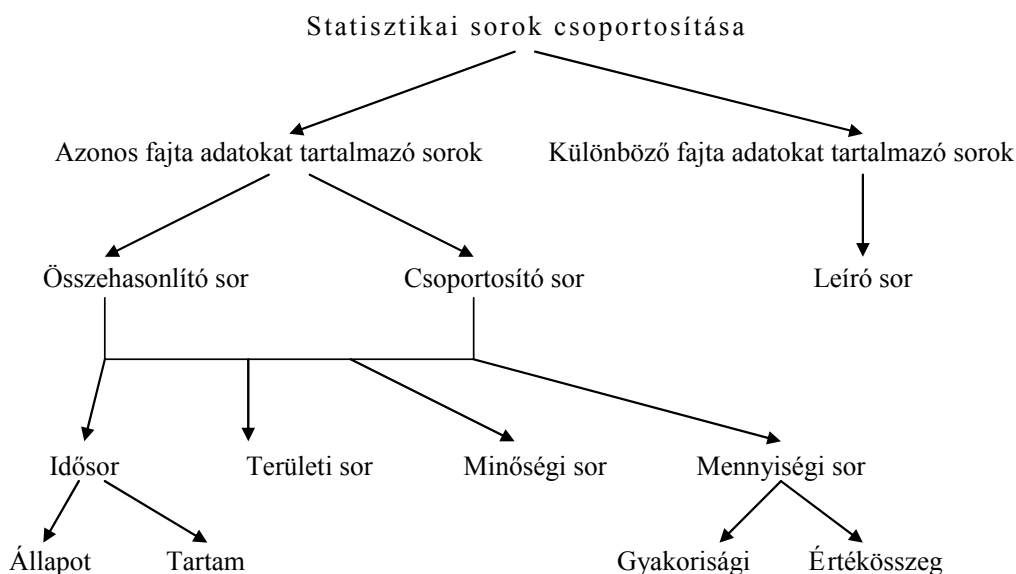 Statisztikai sorok csoportosítása
Azonos fajta adatokat tartalmazó sorok
Különböző fajta adatokat tartalmazó sorok
Összehasonlító sor
Csoportosító sor
Leíró sor
Idősor
Területi sor
Minőségi sor
Mennyiségi sor
Állapot
Tartam
Gyakorisági
Értékösszeg